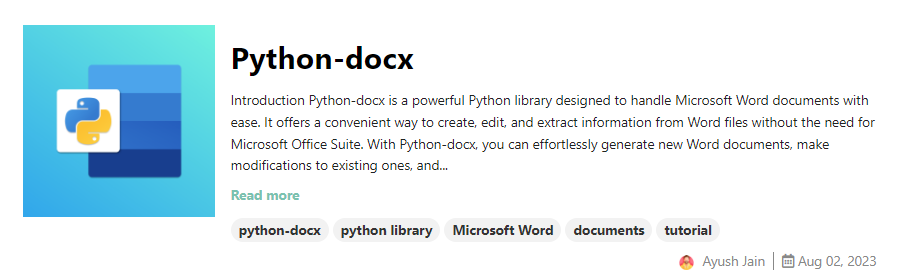 Python-docx
Introduction Python-docx is a powerful Python library designed to handle Microsoft Word documents with
ease. It offers a convenient way to create, edit, and extract information from Word files without the need for
Microsoft Office Suite. With Python-docx, you can effortlessly generate new Word documents, make
modifications to existing ones, and...
Read more
python-docx python library Microsoft Word documents tutorial
Ayush Jain | Aug 02, 2023